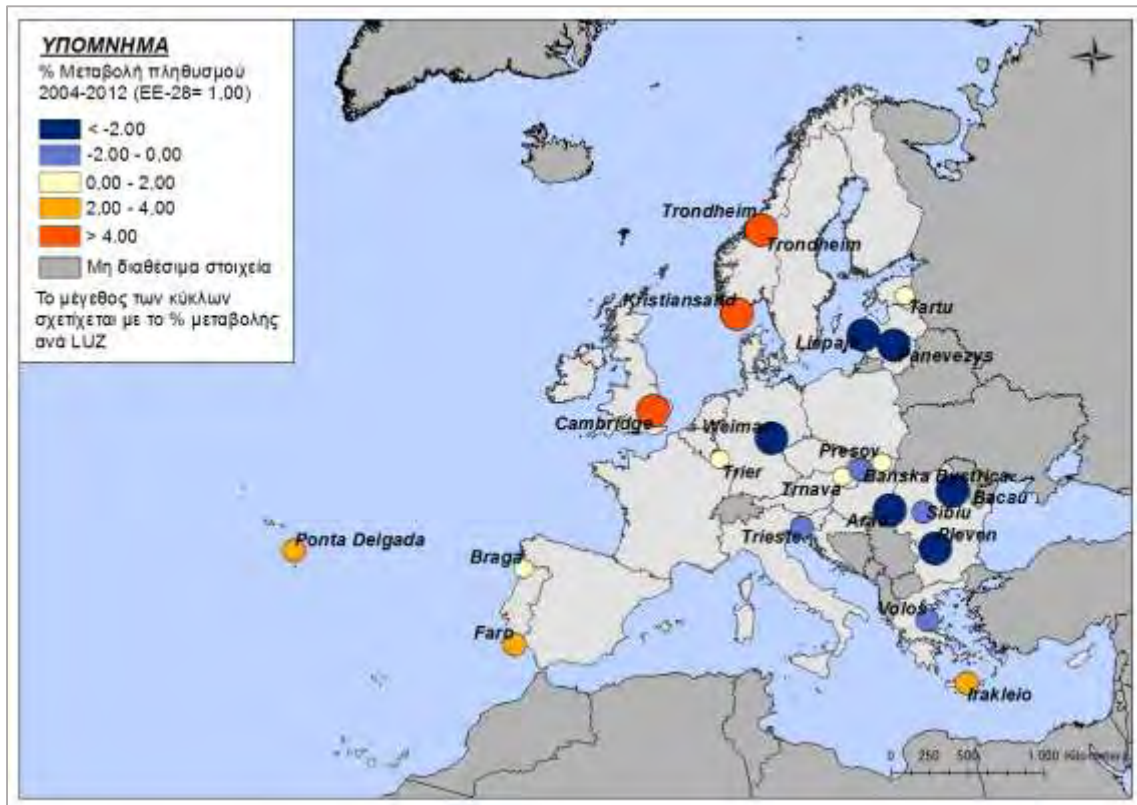 ΥΠΟΜΝΗΜΑ
% Μεταβολή πληθυσμού
2004-2012 (ΕΕ-28= 1,00)
< -2.00
-2.00 - 0,00
0,00 - 2.00
2,00 - 4.00
> 4.00
Μη διαθέσιμα στοιχεία
Το μέγεθος των κύκλων
σχετίζεται με το % μεταβολής
ανά LUZ
Trondheim
Trondheim
Kristiansand
Tartu
Liepaja
Panevezys
Cambridge
Weimar
Presov
Trier
Banska Bystrica
Trnava
Bacau
Arad
Sibiu
Trieste
Pleven
Ponta Delgada
Braga
Volos
Faro
Irakleio
0 250 500 1.000 Kilometers